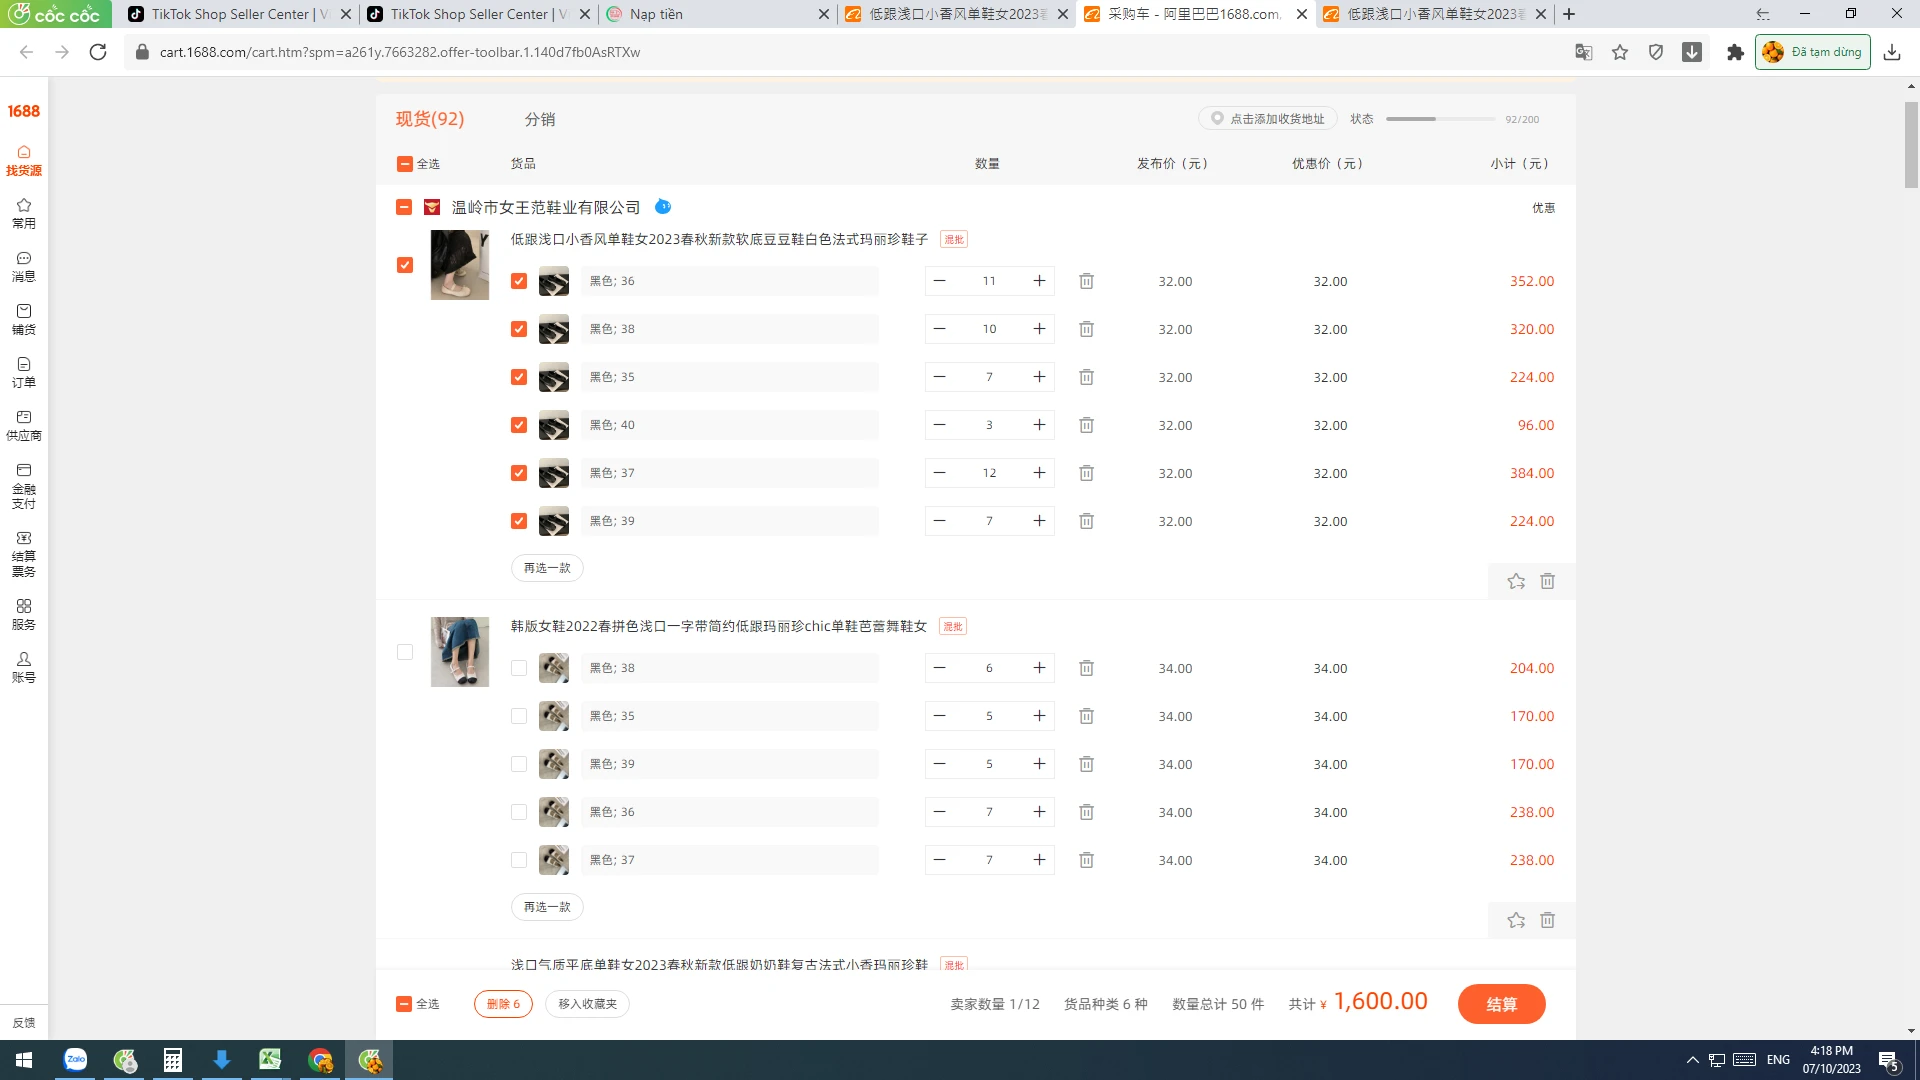 cốc cốc
TikTok Shop Seller Center | Vi
TikTok Shop Seller Center | Vi
Nạp tiền
低跟浅口小香风单鞋女2023春
采购车 - 阿里巴巴1688.com
低跟浅口小香风单鞋女2023春
cart.1688.com/cart.htm?spm=a261y.7663282.offer-toolbar.1.140d7fb0AsRTXw
Đã tạm dừng
1688
找货源
常用
消息
铺货
订单
供应商
金融
支付
结算
票务
服务
账号
反馈
现货(92)
分销
点击添加收货地址
状态
92/200
全选
货品
数量
发布价（元）
优惠价（元）
小计（元）
温岭市女王范鞋业有限公司
优惠
低跟浅口小香风单鞋女2023春秋新款软底豆豆鞋白色法式玛丽珍鞋子
混批
黑色; 36 11 32.00 32.00 352.00
黑色; 38 10 32.00 32.00 320.00
黑色; 35 7 32.00 32.00 224.00
黑色; 40 3 32.00 32.00 96.00
黑色; 37 12 32.00 32.00 384.00
黑色; 39 7 32.00 32.00 224.00
再选一款
韩版女鞋2022春拼色浅口一字带简约低跟玛丽珍chic单鞋芭蕾舞鞋女
混批
黑色; 38 6 34.00 34.00 204.00
黑色; 35 5 34.00 34.00 170.00
黑色; 39 5 34.00 34.00 170.00
黑色; 36 7 34.00 34.00 238.00
黑色; 37 7 34.00 34.00 238.00
再选一款
浅口气质平底单鞋女2023春秋新款低跟奶奶鞋复古法式小香玛丽珍鞋
混批
全选
删除 6
移入收藏夹
卖家数量 1/12
货品种类 6 种
数量总计 50 件
共计 ¥ 1,600.00
结算
Zalo
ENG
4:18 PM
07/10/2023
5